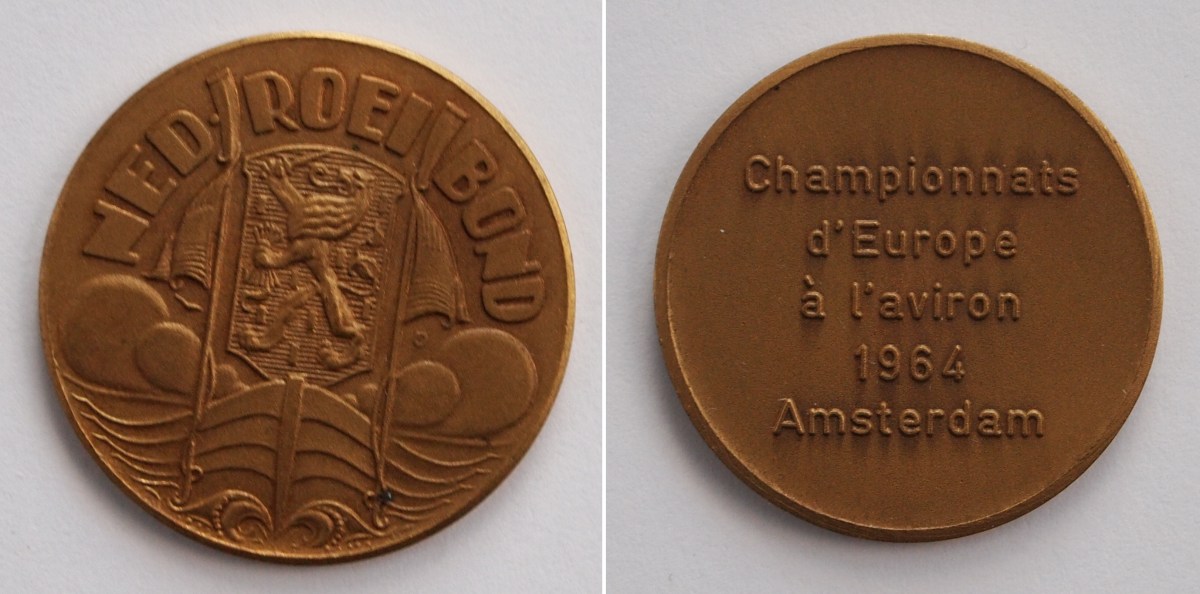 NED. ROEI BOND
Championnats
d'Europe
à l'aviron
1964
Amsterdam